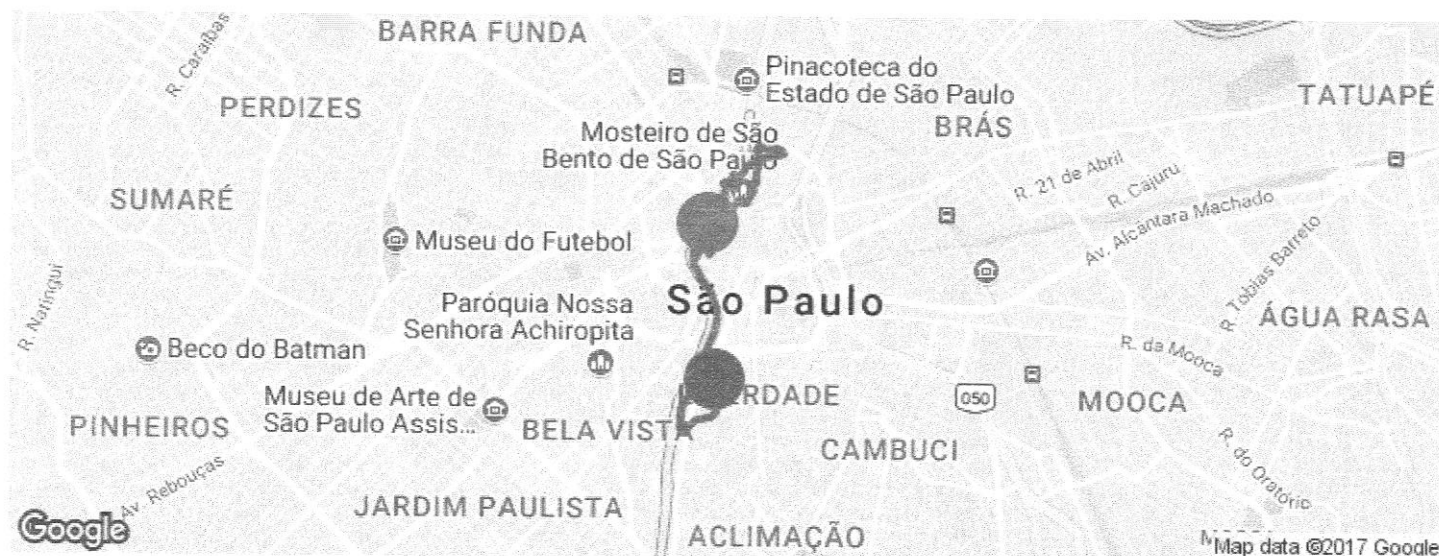 BARRA FUNDA
R. Caraíbas
Pinacoteca do
Estado de São Paulo
TATUAPÉ
PERDIZES
BRÁS
Mosteiro de São
Bento de São Paulo
R. 21 de Abril
R. Cajuru
SUMARÉ
Av. Alcântara Machado
Museu do Futebol
R. Tobias Barreto
R. Natingui
Paróquia Nossa
Senhora Achiropita
São Paulo
ÁGUA RASA
Beco do Batman
R. da Mooca
Museu de Arte de
São Paulo Assis...
RDADE
050
MOOCA
PINHEIROS
BELA VISTA
CAMBUCI
R. do Oratório
Av. Rebouças
JARDIM PAULISTA
ACLIMAÇÃO
Google
Map data ©2017 Google